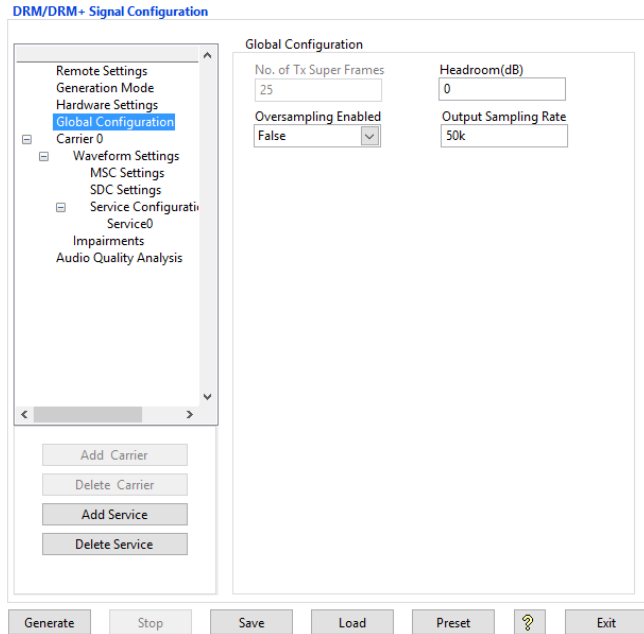 DRM/DRM+ Signal Configuration
Remote Settings
Generation Mode
Hardware Settings
Global Configuration
Carrier 0
Waveform Settings
MSC Settings
SDC Settings
Service Configurati
Service0
Impairments
Audio Quality Analysis
Add Carrier
Delete Carrier
Add Service
Delete Service
Global Configuration
No. of Tx Super Frames
25
Headroom(dB)
0
Oversampling Enabled
False
Output Sampling Rate
50k
Generate
Stop
Save
Load
Preset
?
Exit